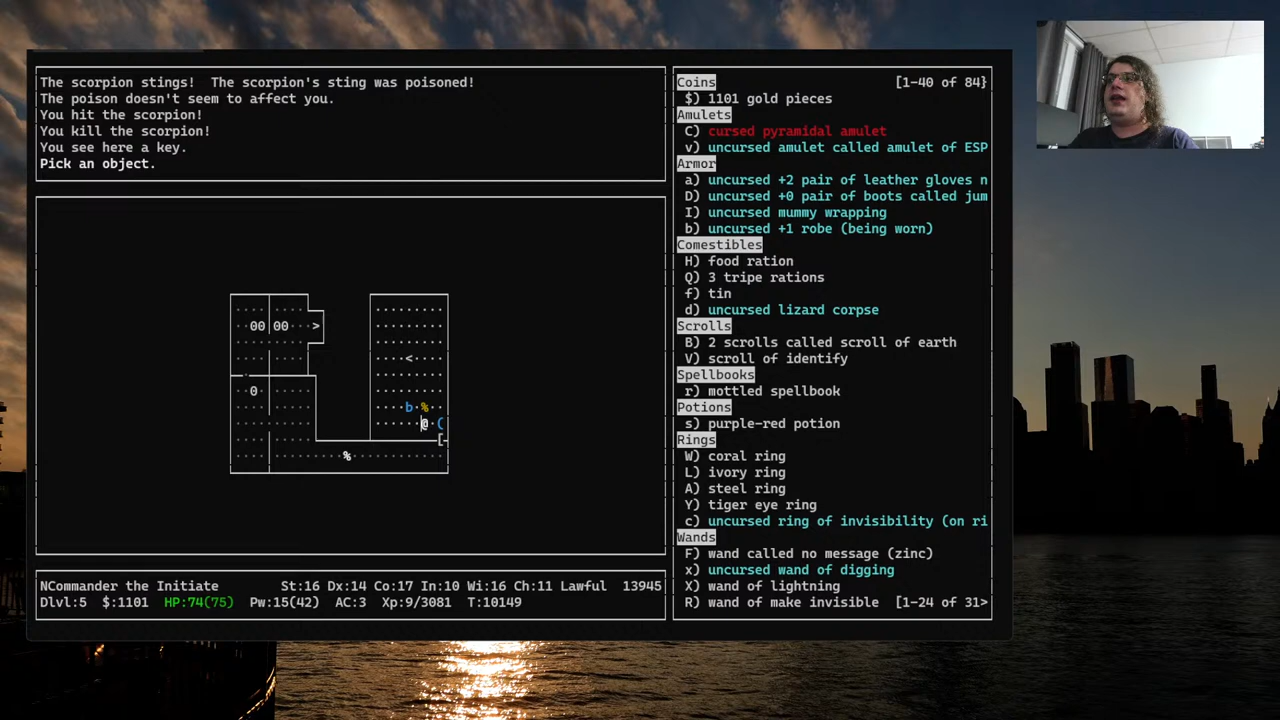 The scorpion stings!  The scorpion's sting was poisoned!
The poison doesn't seem to affect you.
You hit the scorpion!
You kill the scorpion!
You see here a key.
Pick an object.
Coins [1-40 of 84}
$) 1101 gold pieces
Amulets
C) cursed pyramidal amulet
v) uncursed amulet called amulet of ESP
Armor
a) uncursed +2 pair of leather gloves n
D) uncursed +0 pair of boots called jum
I) uncursed mummy wrapping
b) uncursed +1 robe (being worn)
Comestibles
H) food ration
Q) 3 tripe rations
f) tin
d) uncursed lizard corpse
Scrolls
B) 2 scrolls called scroll of earth
V) scroll of identify
Spellbooks
r) mottled spellbook
Potions
s) purple-red potion
Rings
W) coral ring
L) ivory ring
A) steel ring
Y) tiger eye ring
c) uncursed ring of invisibility (on ri
Wands
F) wand called no message (zinc)
x) uncursed wand of digging
X) wand of lightning
R) wand of make invisible [1-24 of 31>
NCommander the Initiate St:16 Dx:14 Co:17 In:10 Wi:16 Ch:11 Lawful 13945
Dlvl:5 $:1101 HP:74(75) Pw:15(42) AC:3 Xp:9/3081 T:10149